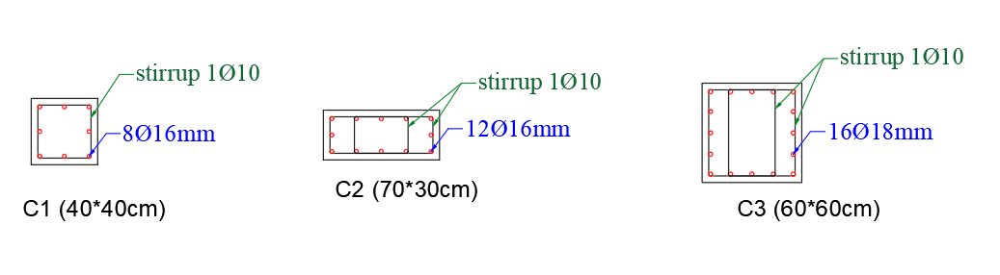 stirrup 1Ø10
8Ø16mm
C1 (40*40cm)
stirrup 1Ø10
12Ø16mm
C2 (70*30cm)
stirrup 1Ø10
16Ø18mm
C3 (60*60cm)